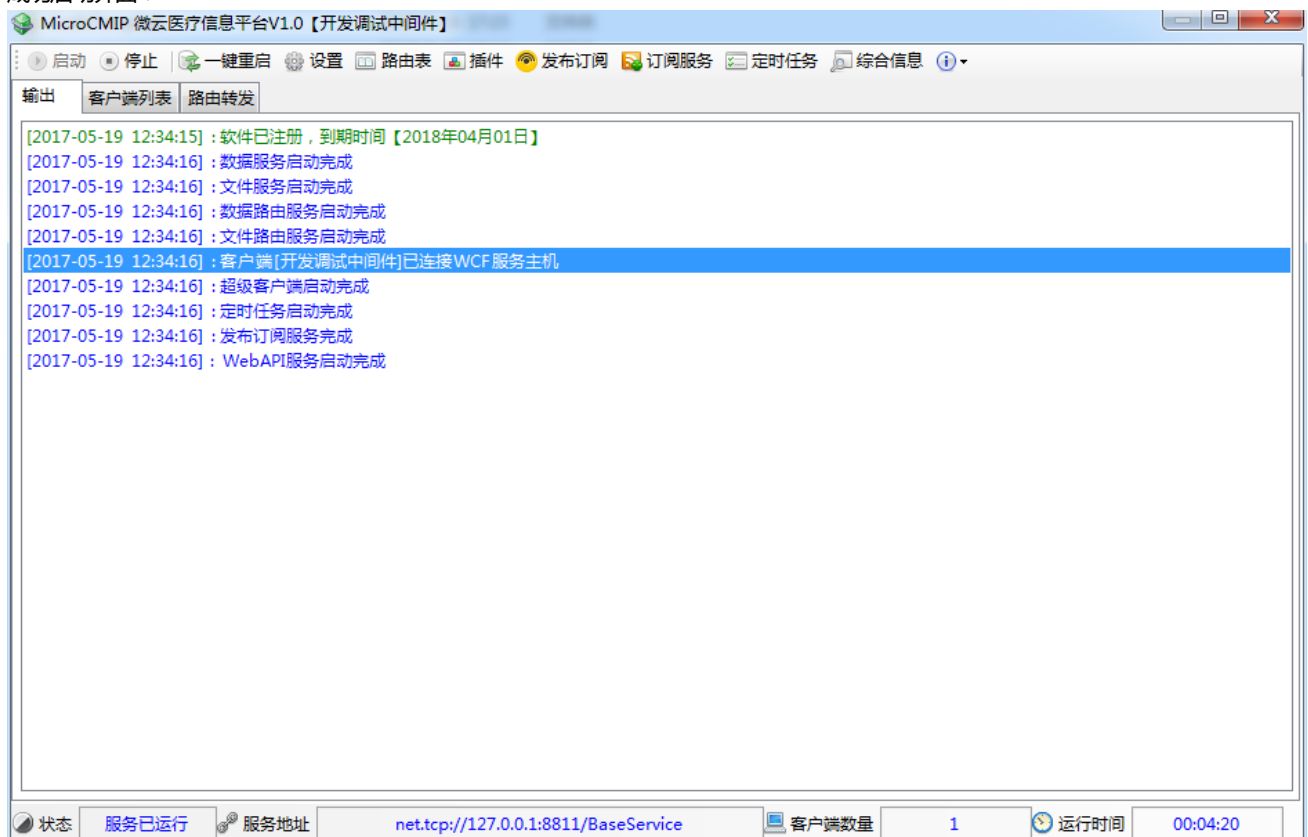 MicroCMIP 微云医疗信息平台V1.0【开发调试中间件】
启动 停止 一键重启 设置 路由表 插件 发布订阅 订阅服务 定时任务 综合信息
输出 客户端列表 路由转发
[2017-05-19 12:34:15] : 软件已注册，到期时间【2018年04月01日】
[2017-05-19 12:34:16] : 数据服务启动完成
[2017-05-19 12:34:16] : 文件服务启动完成
[2017-05-19 12:34:16] : 数据路由服务启动完成
[2017-05-19 12:34:16] : 文件路由服务启动完成
[2017-05-19 12:34:16] : 客户端[开发调试中间件]已连接WCF服务主机
[2017-05-19 12:34:16] : 超级客户端启动完成
[2017-05-19 12:34:16] : 定时任务启动完成
[2017-05-19 12:34:16] : 发布订阅服务完成
[2017-05-19 12:34:16] : WebAPI服务启动完成
状态 服务已运行 服务地址 net.tcp://127.0.0.1:8811/BaseService 客户端数量 1 运行时间 00:04:20